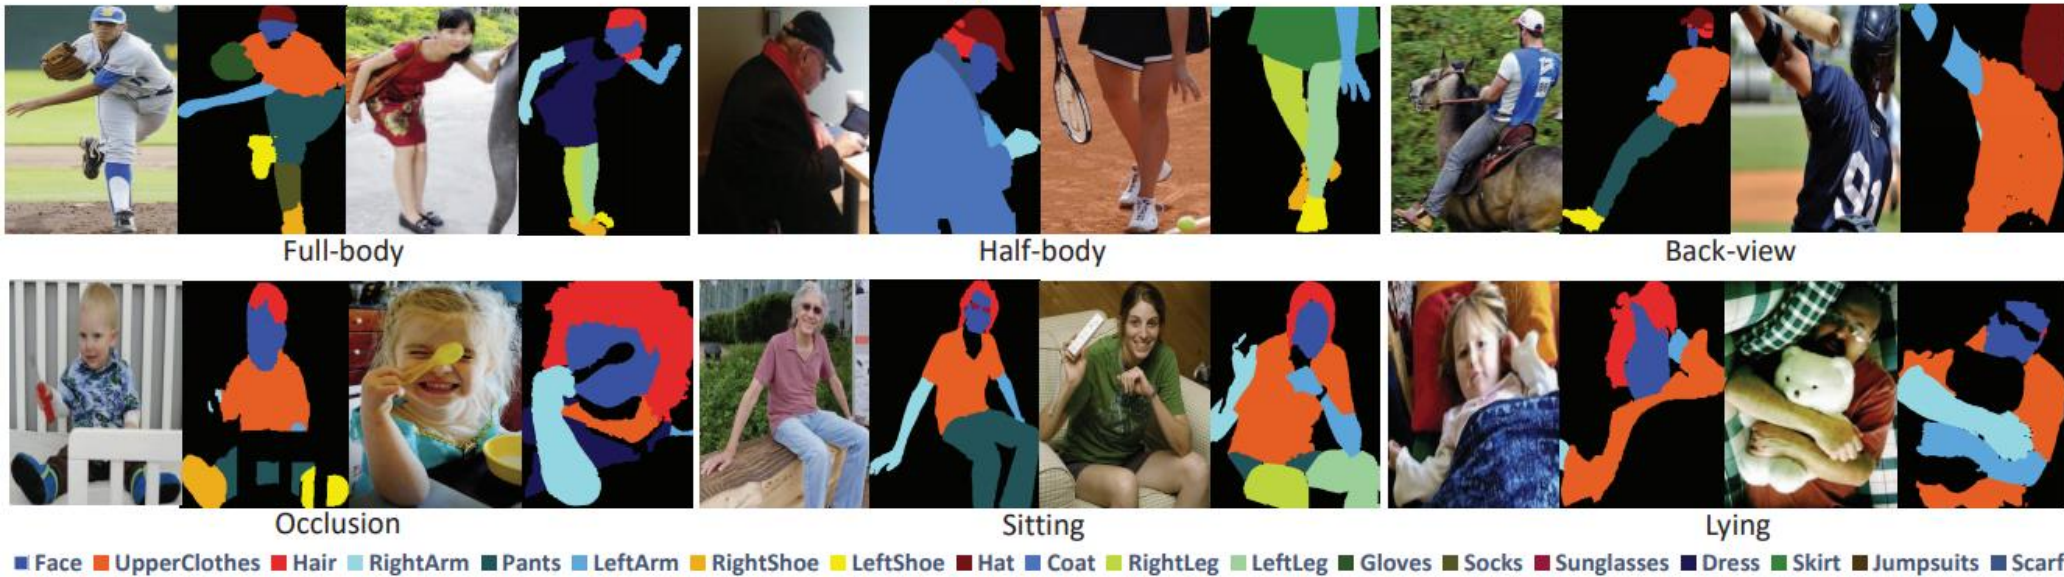 Full-body
Half-body
Back-view
Occlusion
Sitting
Lying
Face UpperClothes Hair RightArm Pants LeftArm RightShoe LeftShoe Hat Coat RightLeg LeftLeg Gloves Socks Sunglasses Dress Skirt Jumpsuits Scarf